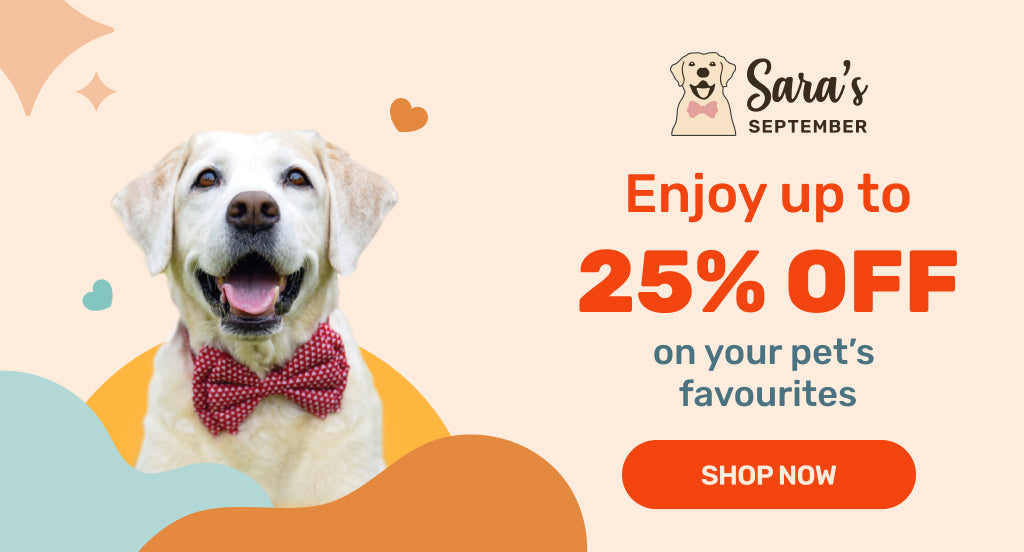 Sara's
SEPTEMBER
Enjoy up to
25% OFF
on your pet’s
favourites
SHOP NOW